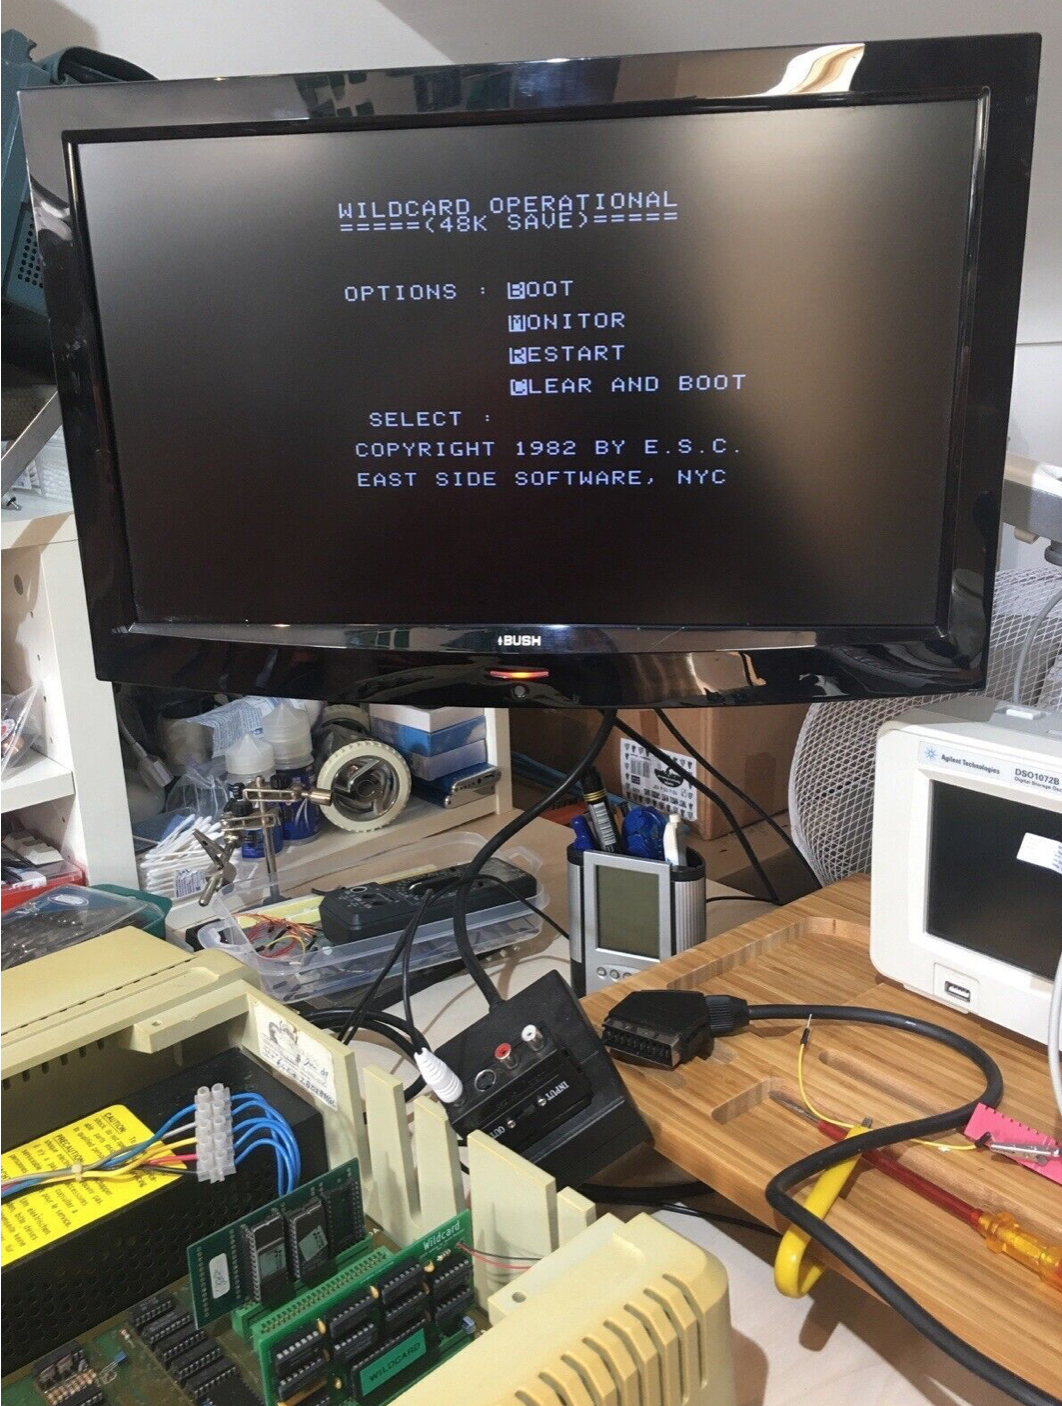 WILDCARD OPERATIONAL
=====(48K SAVE)=====
OPTIONS : BOOT
MONITOR
RESTART
CLEAR AND BOOT
SELECT :
COPYRIGHT 1982 BY E.S.C.
EAST SIDE SOFTWARE, NYC
BUSH
Agilent Technologies
DSO1072B
INPUT
CAUTION
PRECAUTION
Wildcard
WILDCARD